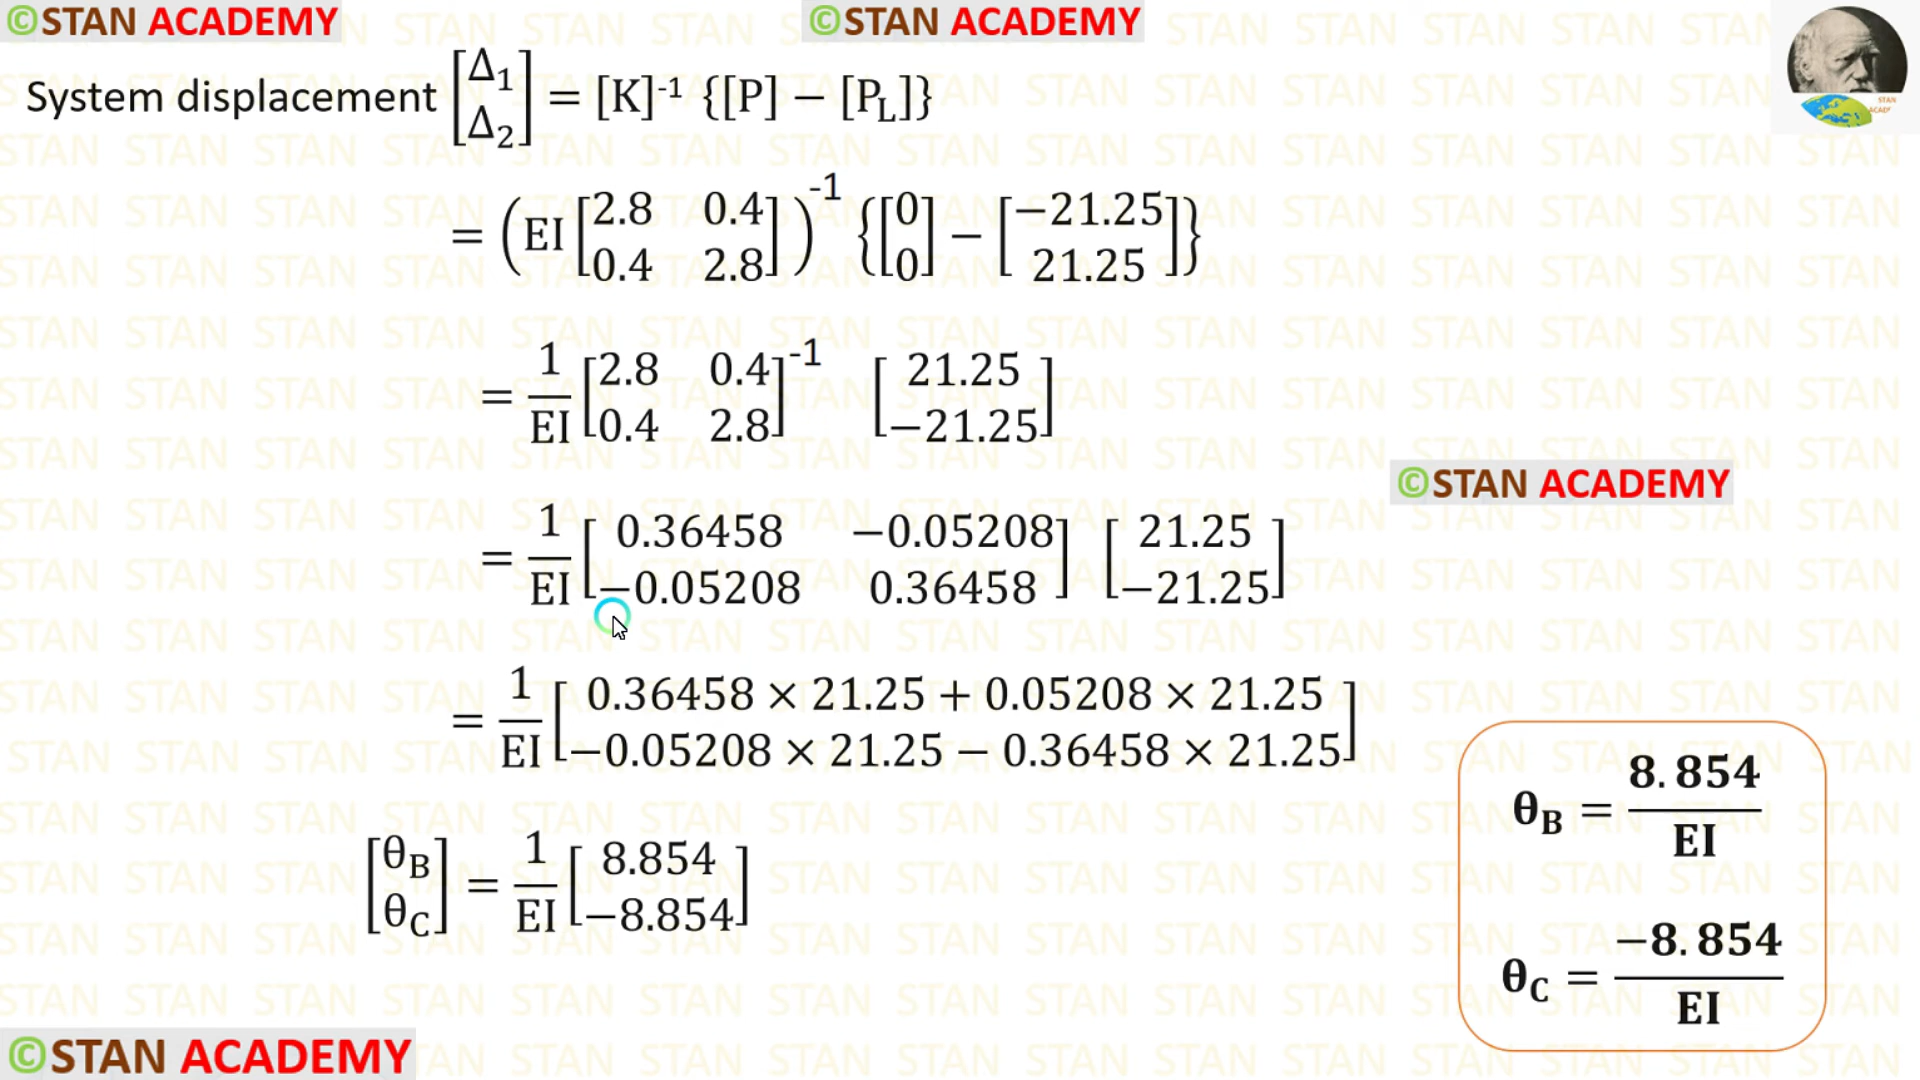 ©STAN ACADEMY ©STAN ACADEMY
System displacement [Δ1 Δ2] = [K]-1 {[P] − [PL]}
= (EI [2.8 0.4 0.4 2.8])-1 {[0 0] − [−21.25 21.25]}
= 1/EI [2.8 0.4 0.4 2.8]-1 [21.25 −21.25]
©STAN ACADEMY
= 1/EI [0.36458 −0.05208 −0.05208 0.36458] [21.25 −21.25]
= 1/EI [0.36458 × 21.25 + 0.05208 × 21.25 −0.05208 × 21.25 − 0.36458 × 21.25]
[θB θC] = 1/EI [8.854 −8.854]
θB = 8.854/EI
θC = −8.854/EI
©STAN ACADEMY